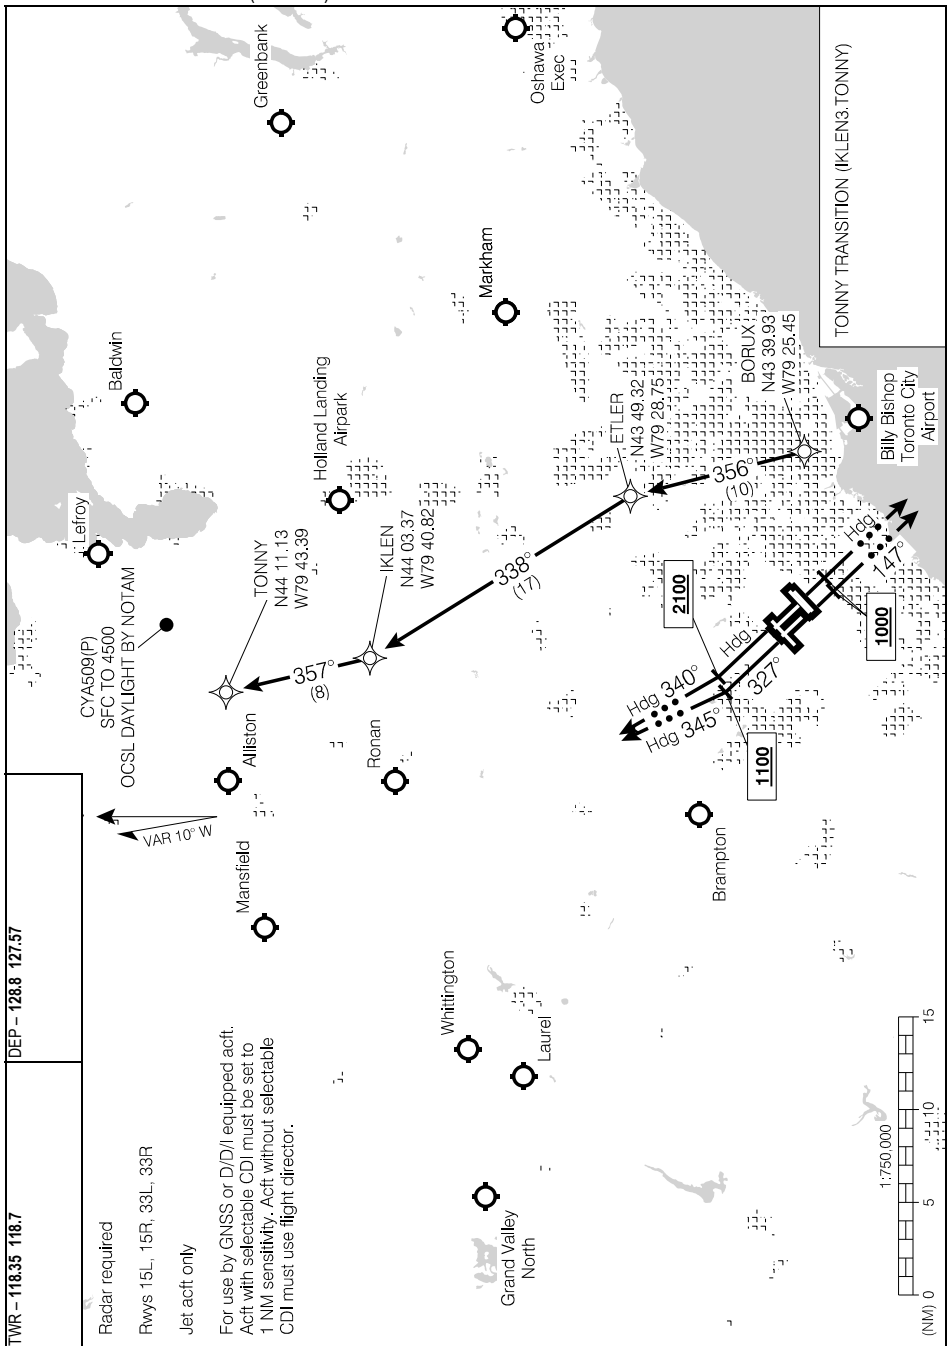 TWR – 118.35 118.7
DEP – 128.8 127.57
Radar required
Rwys 15L, 15R, 33L, 33R
Jet acft only
For use by GNSS or D/D/I equipped acft.
Acft with selectable CDI must be set to
1 NM sensitivity. Acft without selectable
CDI must use flight director.
VAR 10° W
CYA509(P)
SFC TO 4500
OCSL DAYLIGHT BY NOTAM
Lefroy
Baldwin
Greenbank
Mansfield
Alliston
TONNY
N44 11.13
W79 43.39
357°
(8)
Holland Landing
Airpark
Ronan
IKLEN
N44 03.37
W79 40.82
Whittington
Laurel
Grand Valley
North
338°
(17)
Markham
Oshawa
Exec
ETLER
N43 49.32
W79 28.75
356°
(10)
BORUX
N43 39.93
W79 25.45
Brampton
Hdg 340°
Hdg 345°
2100
1100
Hdg
327°
1000
Hdg
147°
Billy Bishop
Toronto City
Airport
TONNY TRANSITION (IKLEN3.TONNY)
1:750,000
(NM) 0 5 10 15